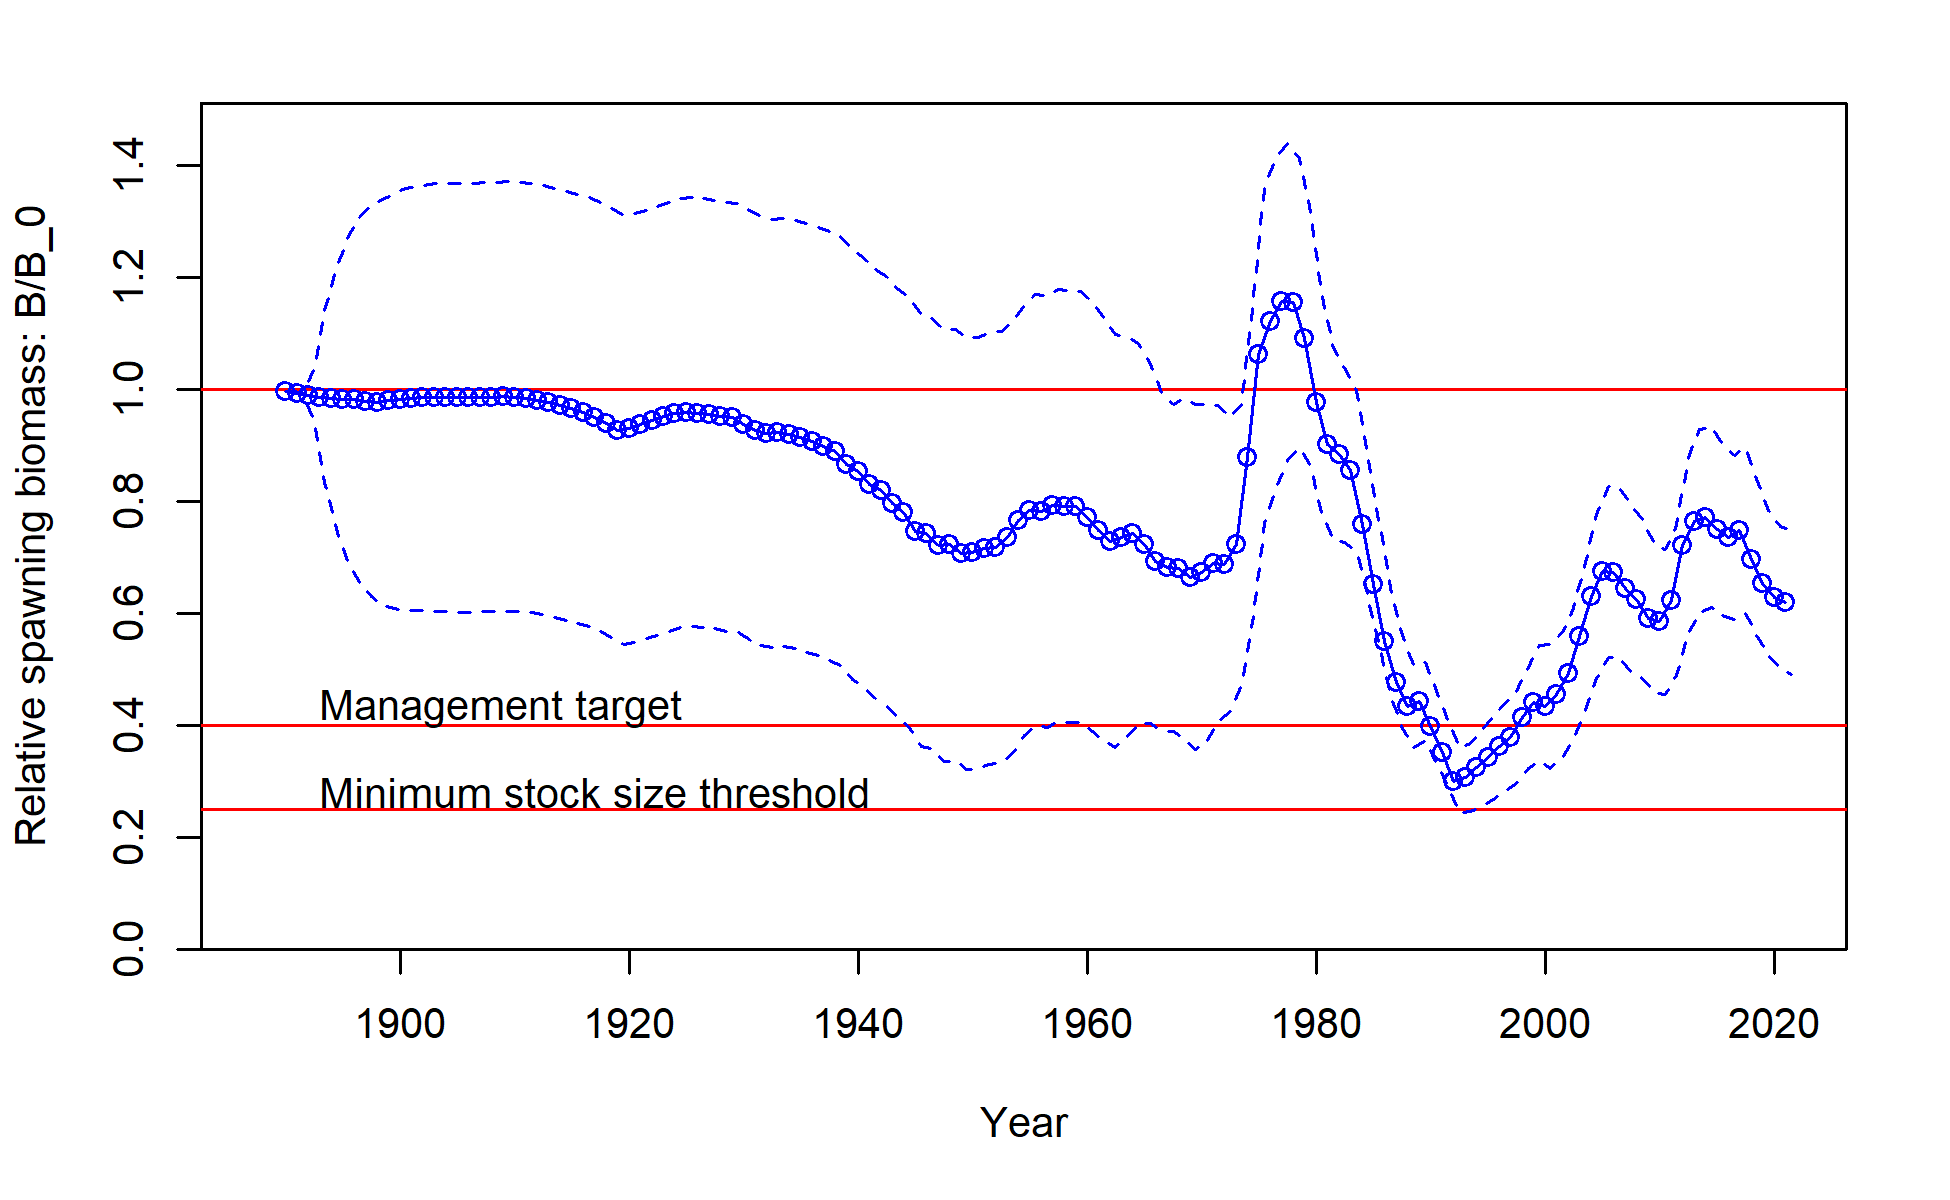 Relative spawning biomass: B/B_0
1.4
1.2
1.0
0.8
0.6
0.4
0.2
0.0
Management target
Minimum stock size threshold
1900 1920 1940 1960 1980 2000 2020
Year